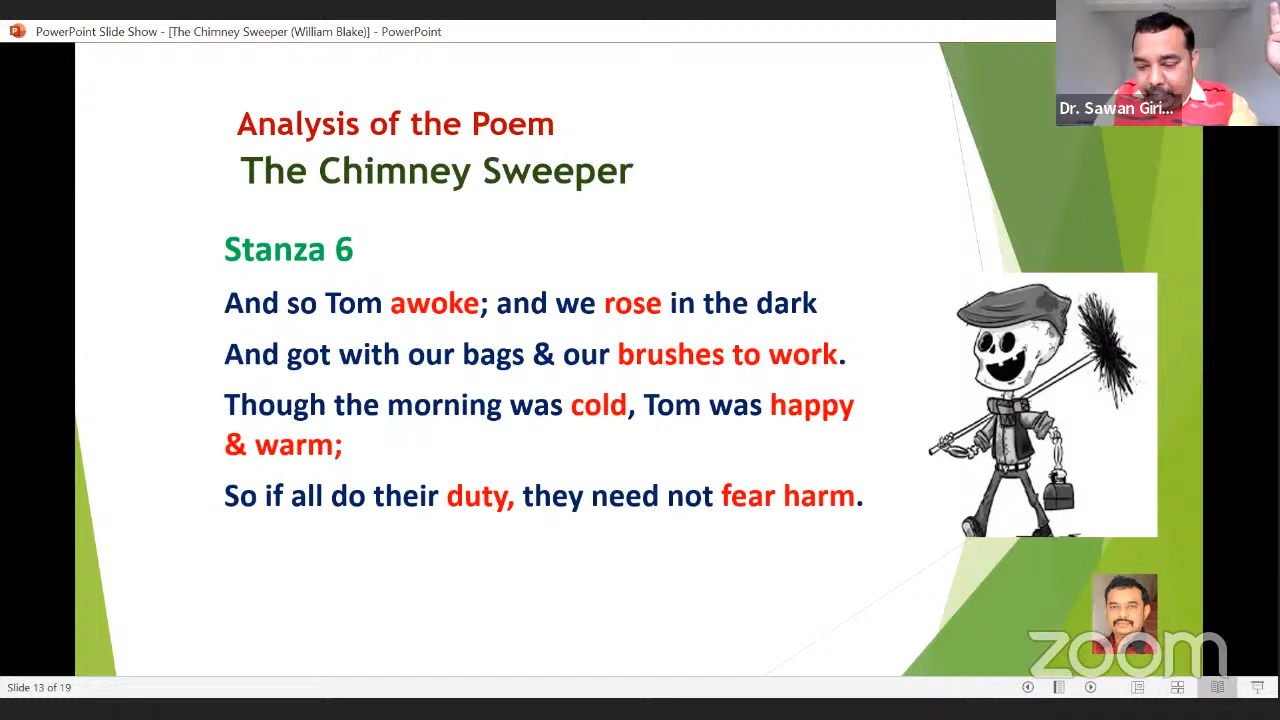 PowerPoint Slide Show - [The Chimney Sweeper (William Blake)] - PowerPoint
Dr. Sawan Giri...
Analysis of the Poem
The Chimney Sweeper
Stanza 6
And so Tom awoke; and we rose in the dark
And got with our bags & our brushes to work.
Though the morning was cold, Tom was happy
& warm;
So if all do their duty, they need not fear harm.
zoom
Slide 13 of 19